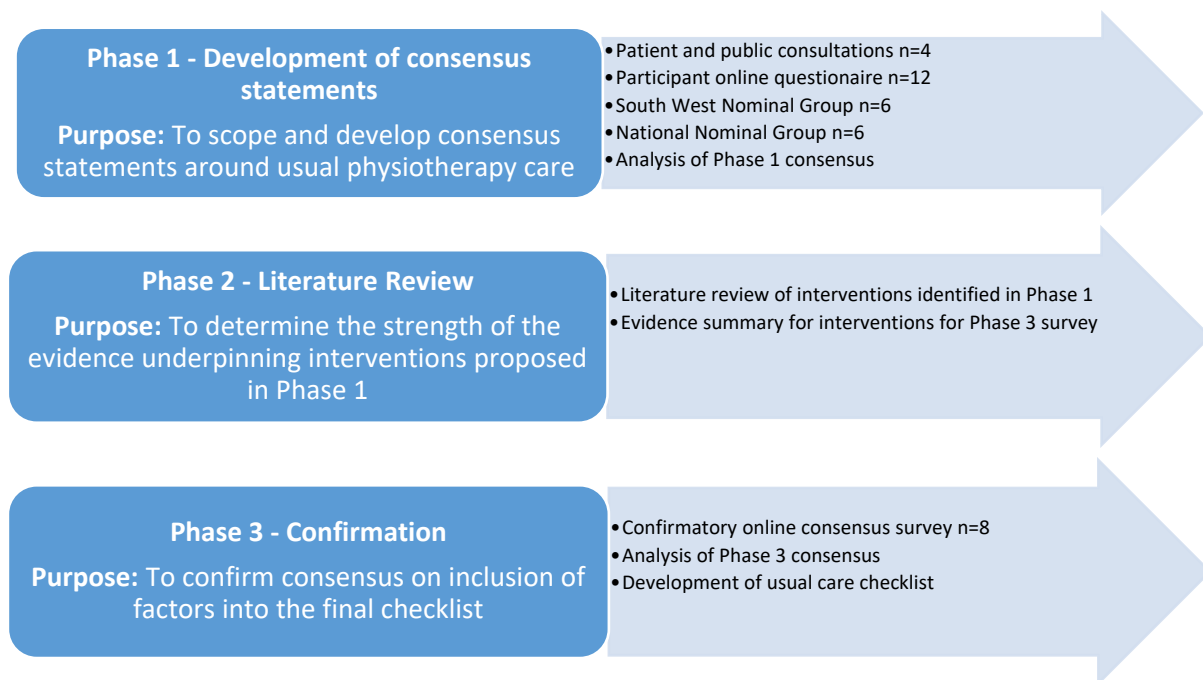 Phase 1 - Development of consensus
statements
Purpose: To scope and develop consensus
statements around usual physiotherapy care
•Patient and public consultations n=4
•Participant online questionaire n=12
•South West Nominal Group n=6
•National Nominal Group n=6
•Analysis of Phase 1 consensus
Phase 2 - Literature Review
Purpose: To determine the strength of the
evidence underpinning interventions proposed
in Phase 1
•Literature review of interventions identified in Phase 1
•Evidence summary for interventions for Phase 3 survey
Phase 3 - Confirmation
Purpose: To confirm consensus on inclusion of
factors into the final checklist
•Confirmatory online consensus survey n=8
•Analysis of Phase 3 consensus
•Development of usual care checklist